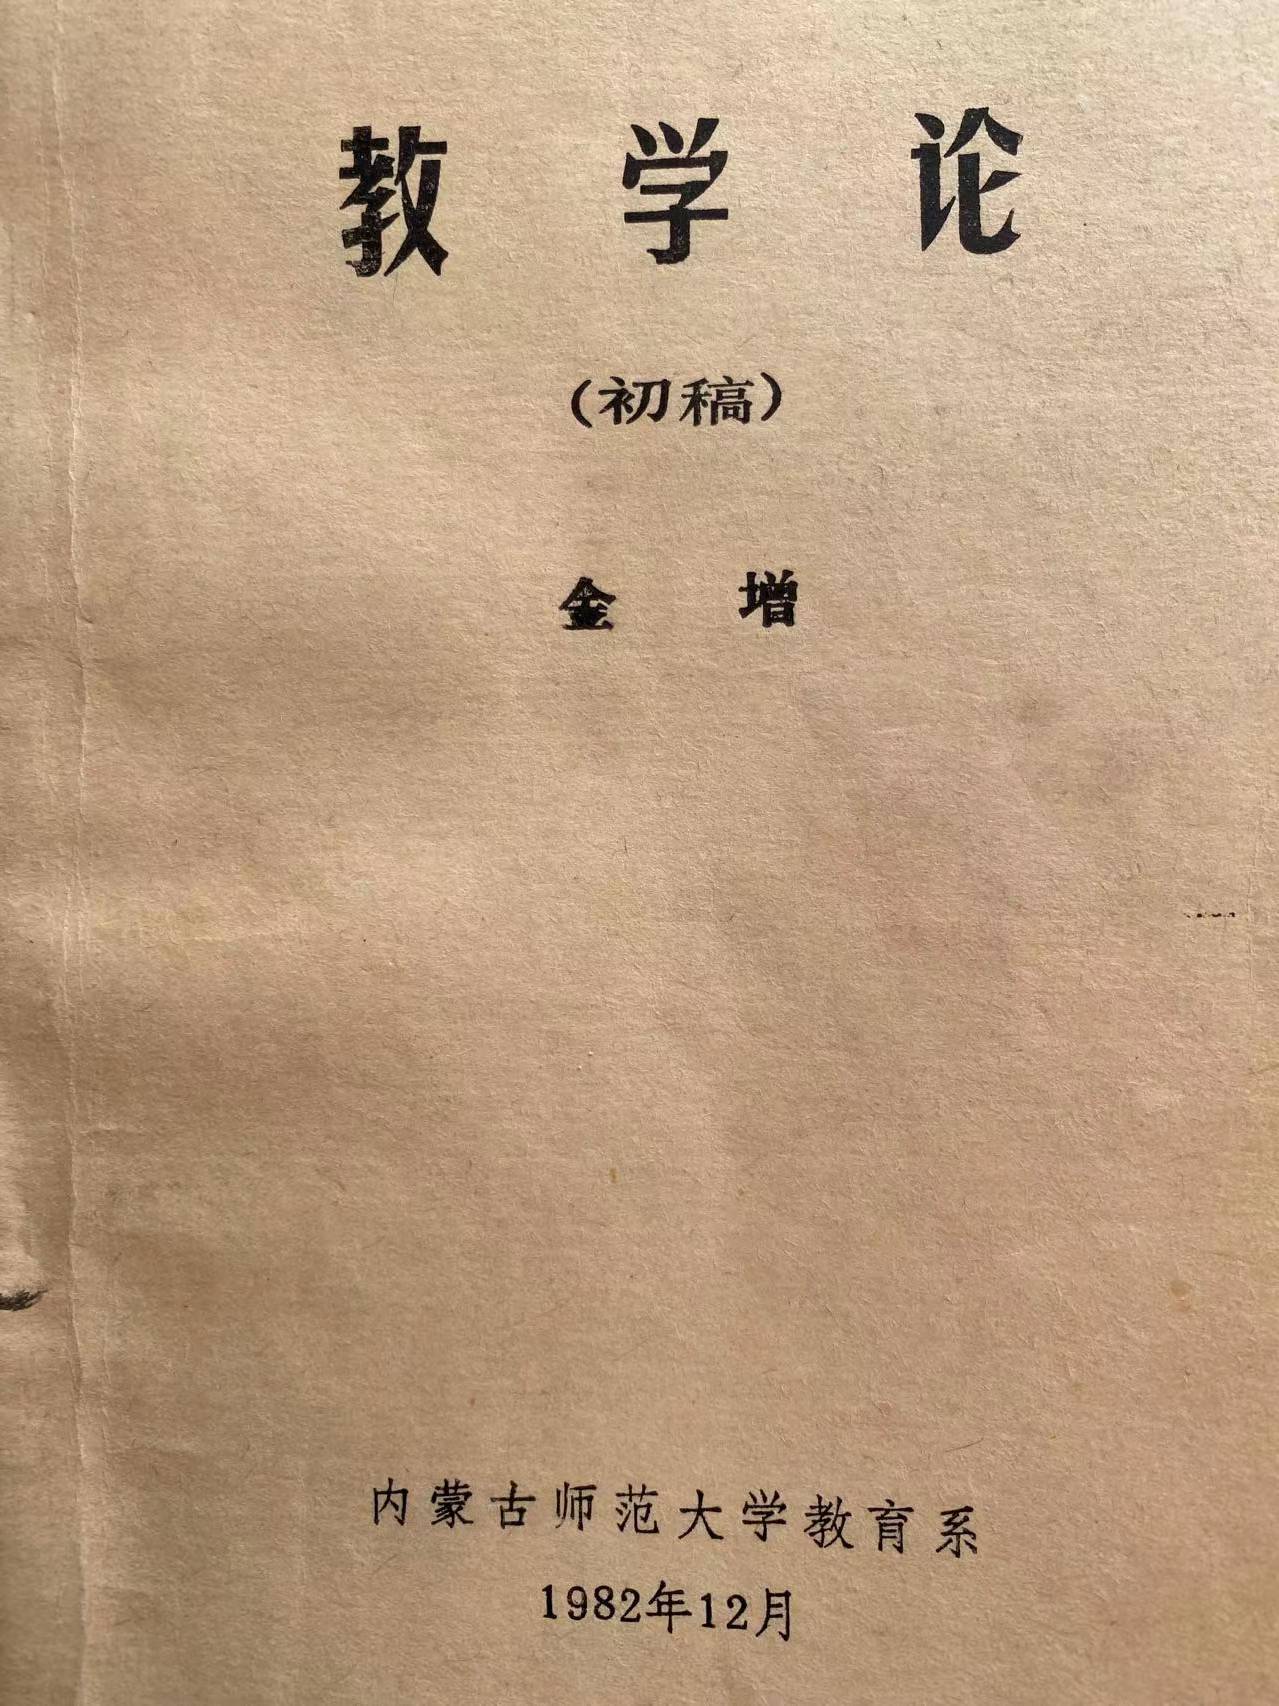 教学论
(初稿)
金增
内蒙古师范大学教育系
1982年12月